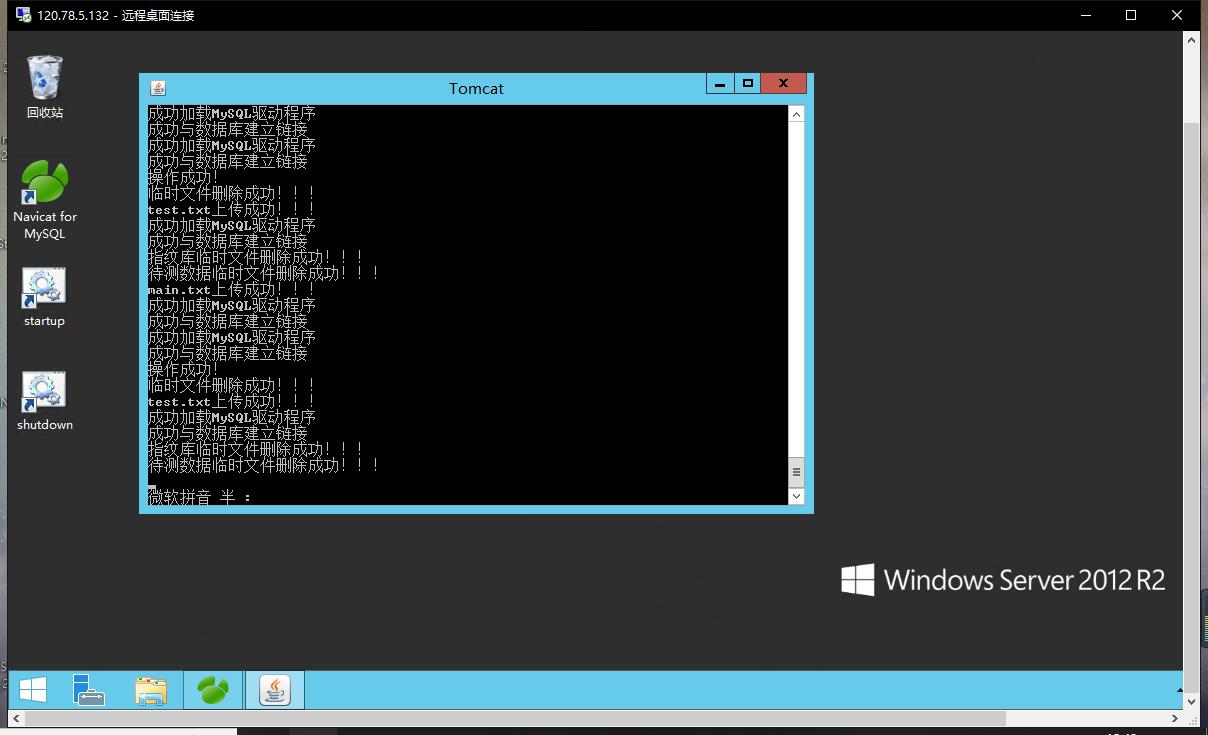 120.78.5.132 - 远程桌面连接
回收站
Navicat for
MySQL
startup
shutdown
Tomcat
成功加载MySQL驱动程序
成功与数据库建立链接
成功加载MySQL驱动程序
成功与数据库建立链接
操作成功！
临时文件删除成功！！！
test.txt上传成功！！！
成功加载MySQL驱动程序
成功与数据库建立链接
指纹库临时文件删除成功！！！
待测数据临时文件删除成功！！！
main.txt上传成功！！！
成功加载MySQL驱动程序
成功与数据库建立链接
成功加载MySQL驱动程序
成功与数据库建立链接
操作成功！
临时文件删除成功！！！
test.txt上传成功！！！
成功加载MySQL驱动程序
成功与数据库建立链接
指纹库临时文件删除成功！！！
待测数据临时文件删除成功！！！
微软拼音 半 ：
Windows Server 2012 R2